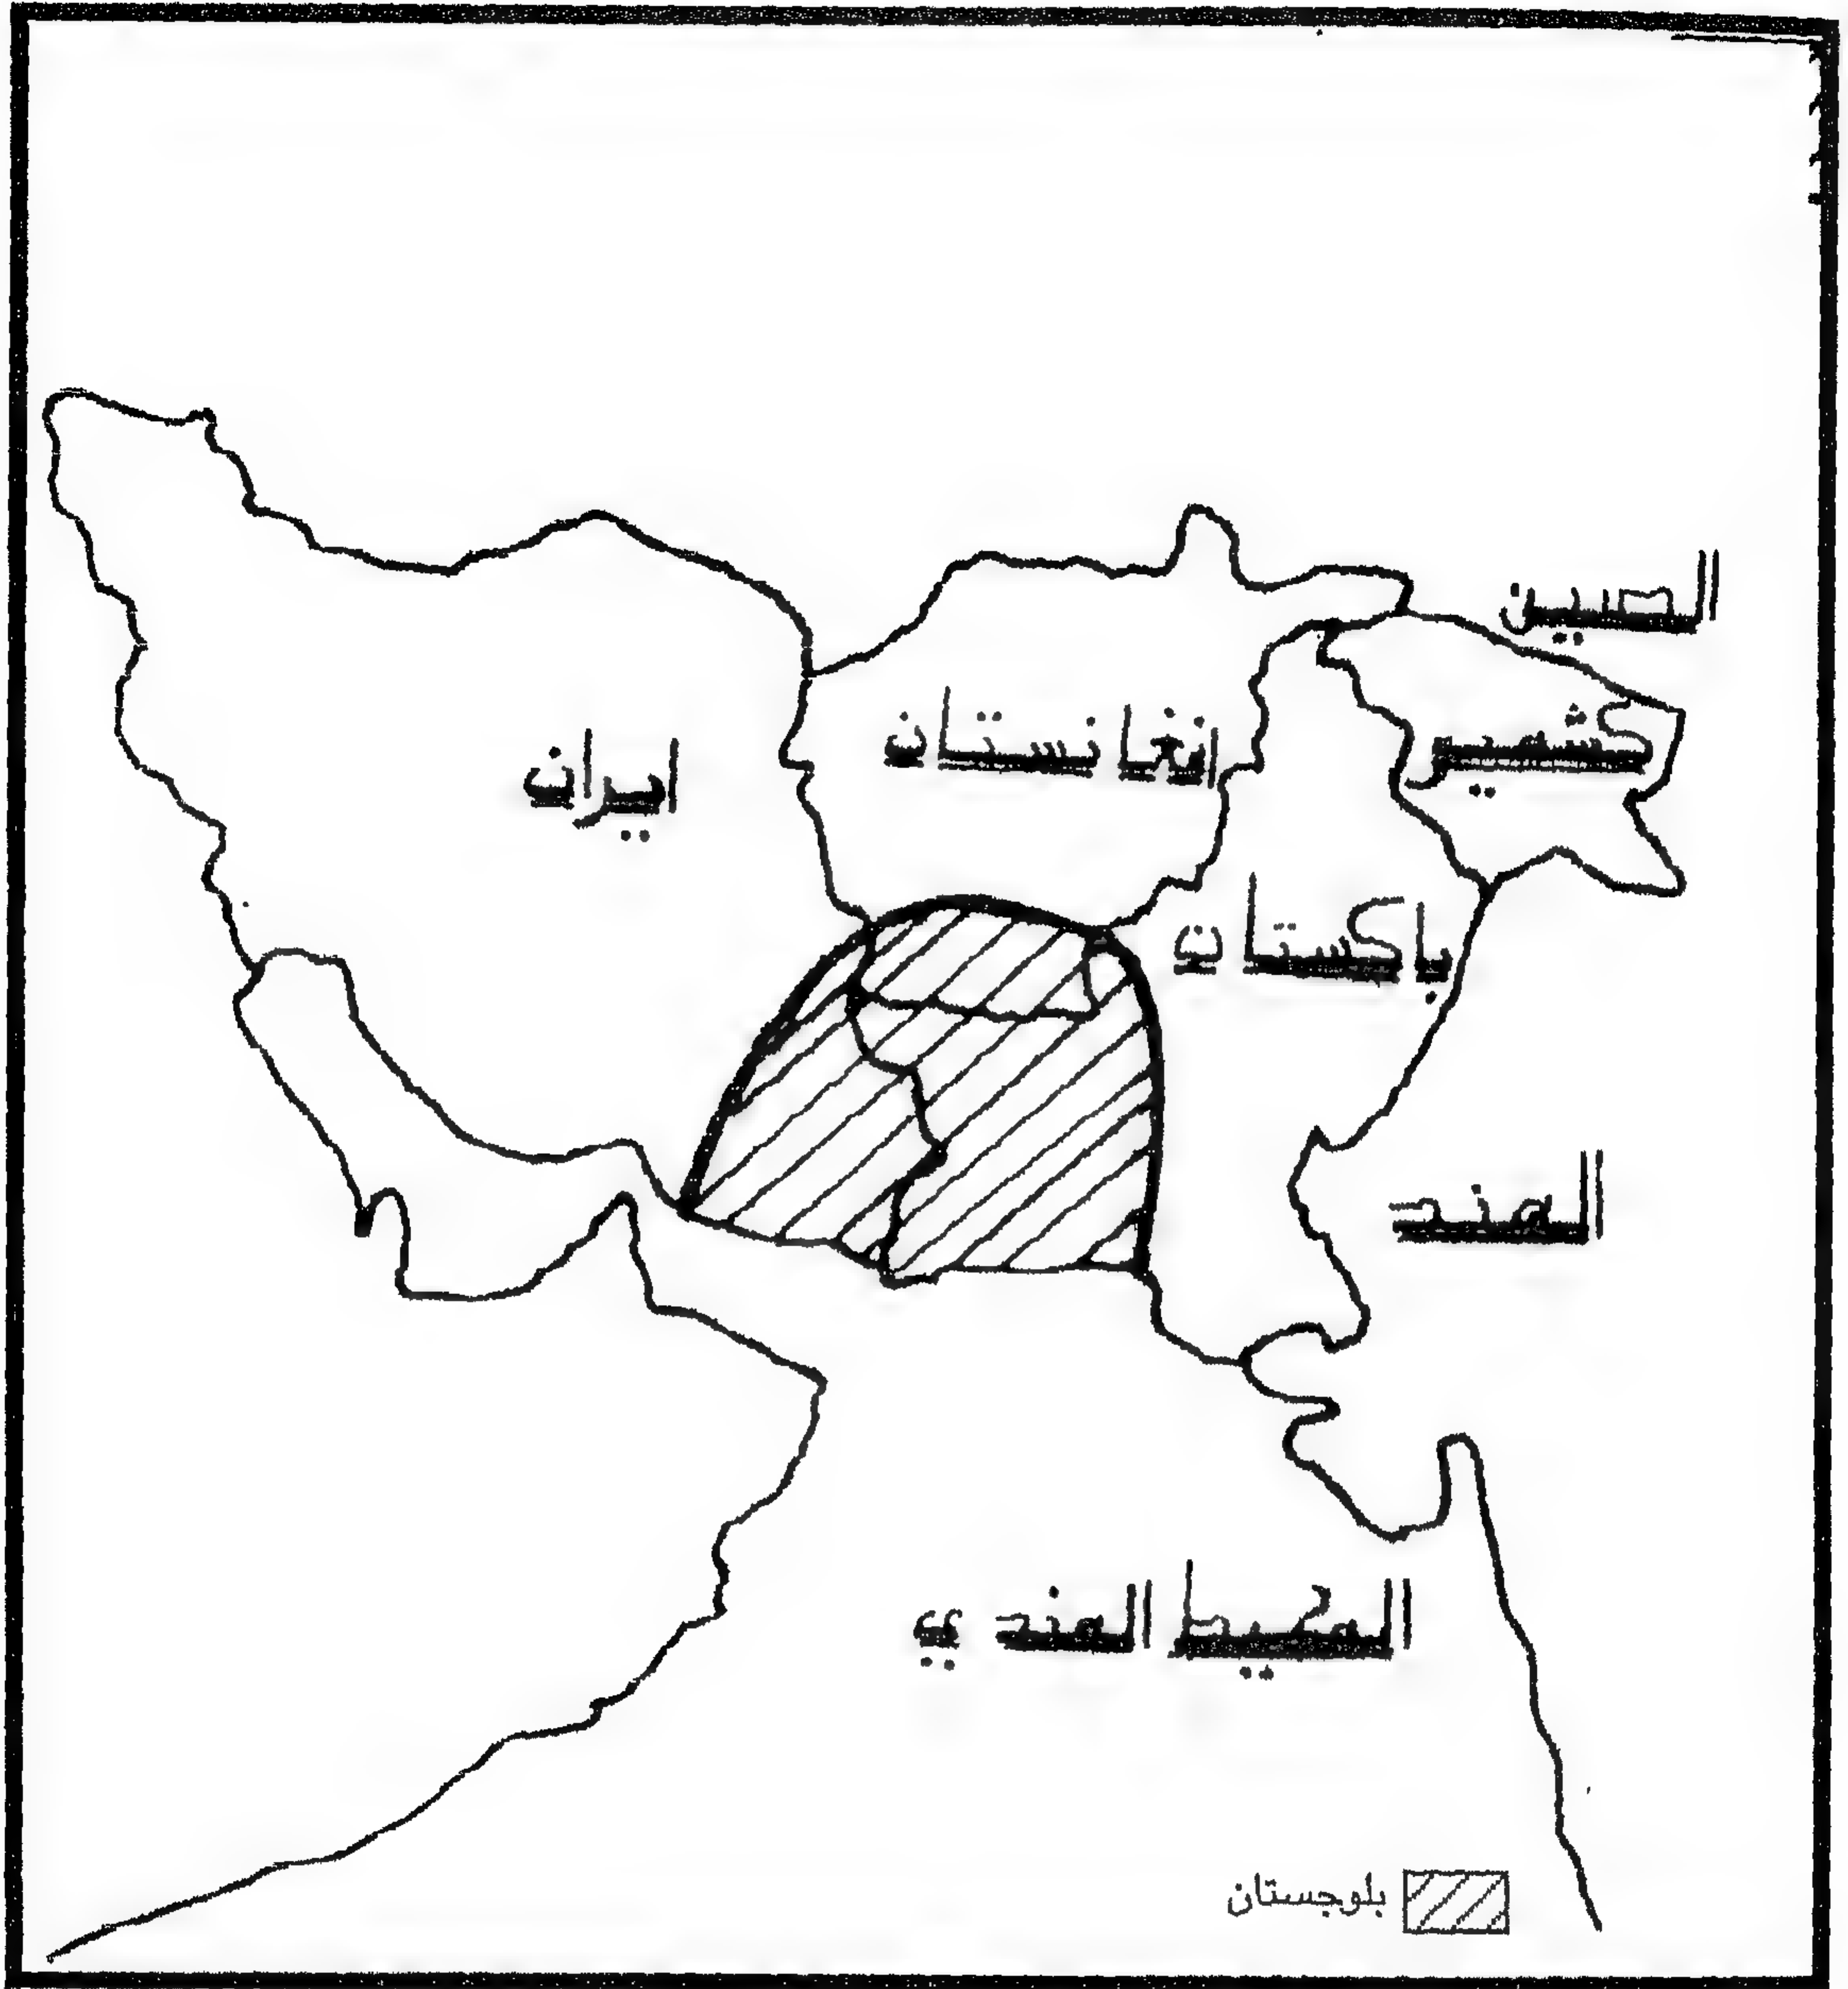 الصين
كشمير
افغانستان
ايران
باكستان
الهند
المحيط الهندي
بلوجستان